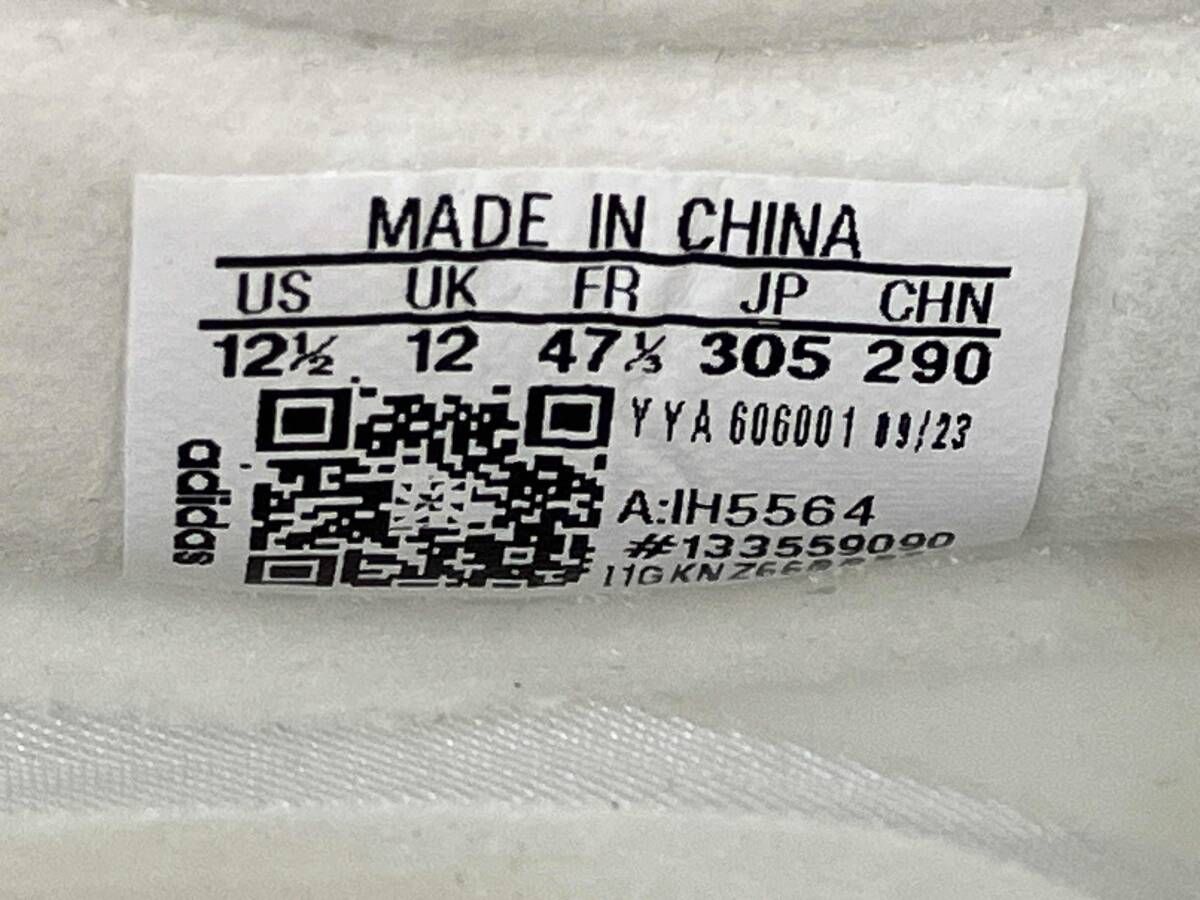 MADE IN CHINA
US UK FR JP CHN
12½ 12 47⅓ 305 290
YYA 606001 09/23
adidas
A:IH5564
#133559090